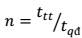 n = t_tt / t_qđ